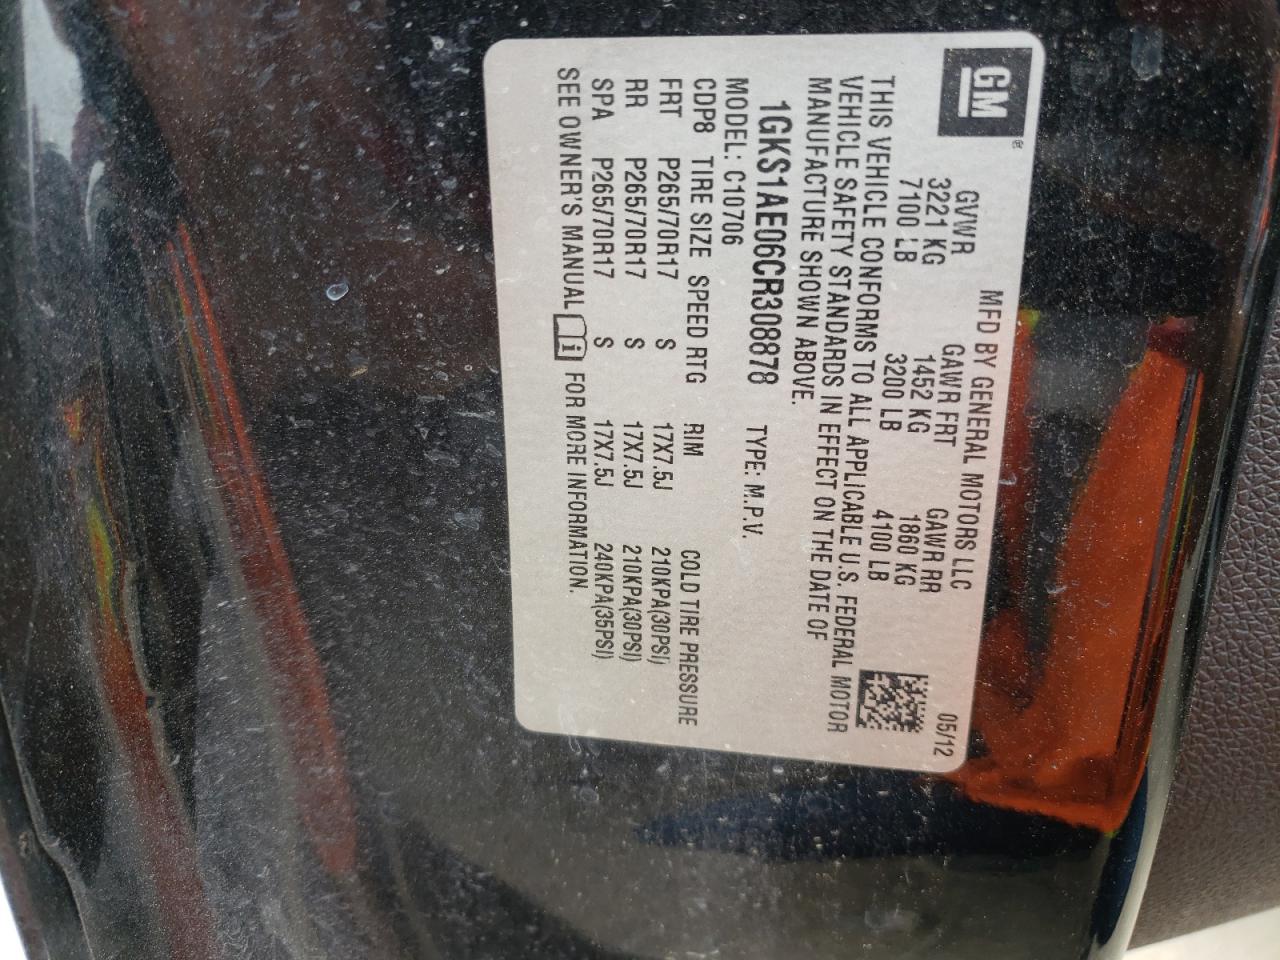 GM
®
MFD BY GENERAL MOTORS LLC 05/12
GVWR GAWR FRT GAWR RR
3221 KG 1452 KG 1860 KG
7100 LB 3200 LB 4100 LB
THIS VEHICLE CONFORMS TO ALL APPLICABLE U.S. FEDERAL MOTOR
VEHICLE SAFETY STANDARDS IN EFFECT ON THE DATE OF
MANUFACTURE SHOWN ABOVE.
1GKS1AE06CR308878 TYPE: M.P.V.
MODEL: C10706
CDP8 TIRE SIZE SPEED RTG RIM COLD TIRE PRESSURE
FRT P265/70R17 S 17X7.5J 210KPA(30PSI)
RR P265/70R17 S 17X7.5J 210KPA(30PSI)
SPA P265/70R17 S 17X7.5J 240KPA(35PSI)
SEE OWNER'S MANUAL i FOR MORE INFORMATION.